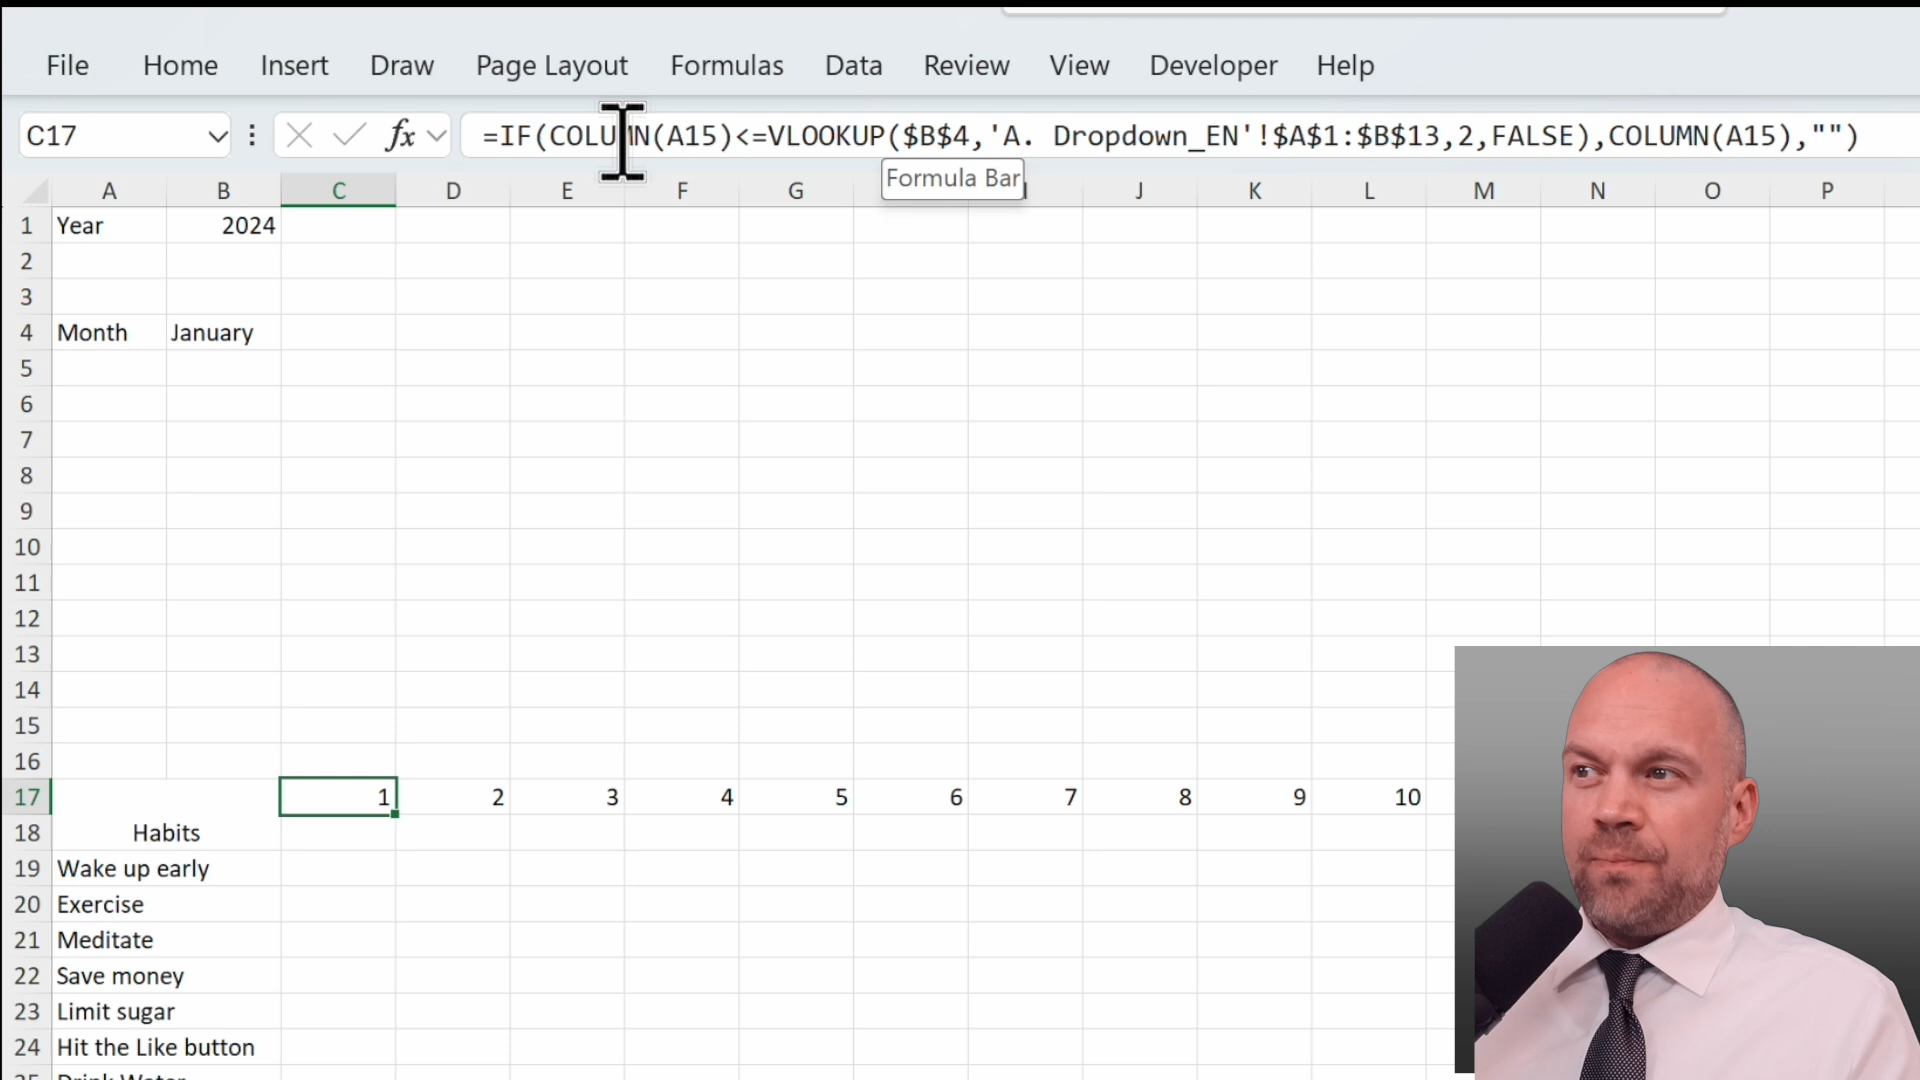 File Home Insert Draw Page Layout Formulas Data Review View Developer Help
C17 fx =IF(COLUMN(A15)<=VLOOKUP($B$4,'A. Dropdown_EN'!$A$1:$B$13,2,FALSE),COLUMN(A15),"")
Formula Bar
A B C D E F G I J K L M N O P
1 Year 2024
2
3
4 Month January
5
6
7
8
9
10
11
12
13
14
15
16
17 1 2 3 4 5 6 7 8 9 10
18 Habits
19 Wake up early
20 Exercise
21 Meditate
22 Save money
23 Limit sugar
24 Hit the Like button
25 Drink Water